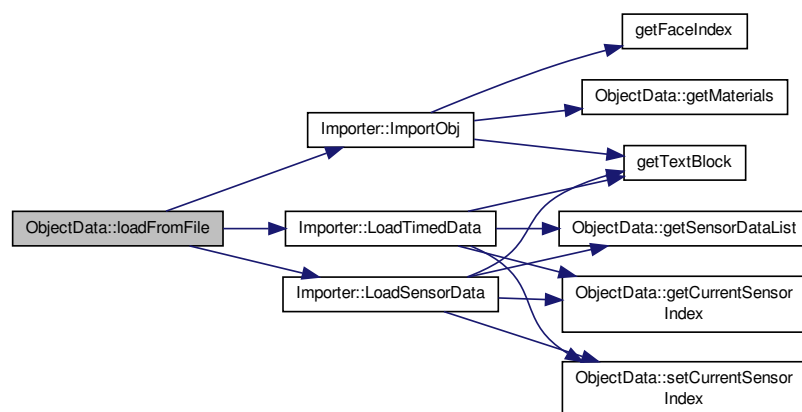 getFaceIndex
ObjectData::getMaterials
Importer::ImportObj
getTextBlock
ObjectData::loadFromFile
Importer::LoadTimedData
ObjectData::getSensorDataList
Importer::LoadSensorData
ObjectData::getCurrentSensor
Index
ObjectData::setCurrentSensor
Index